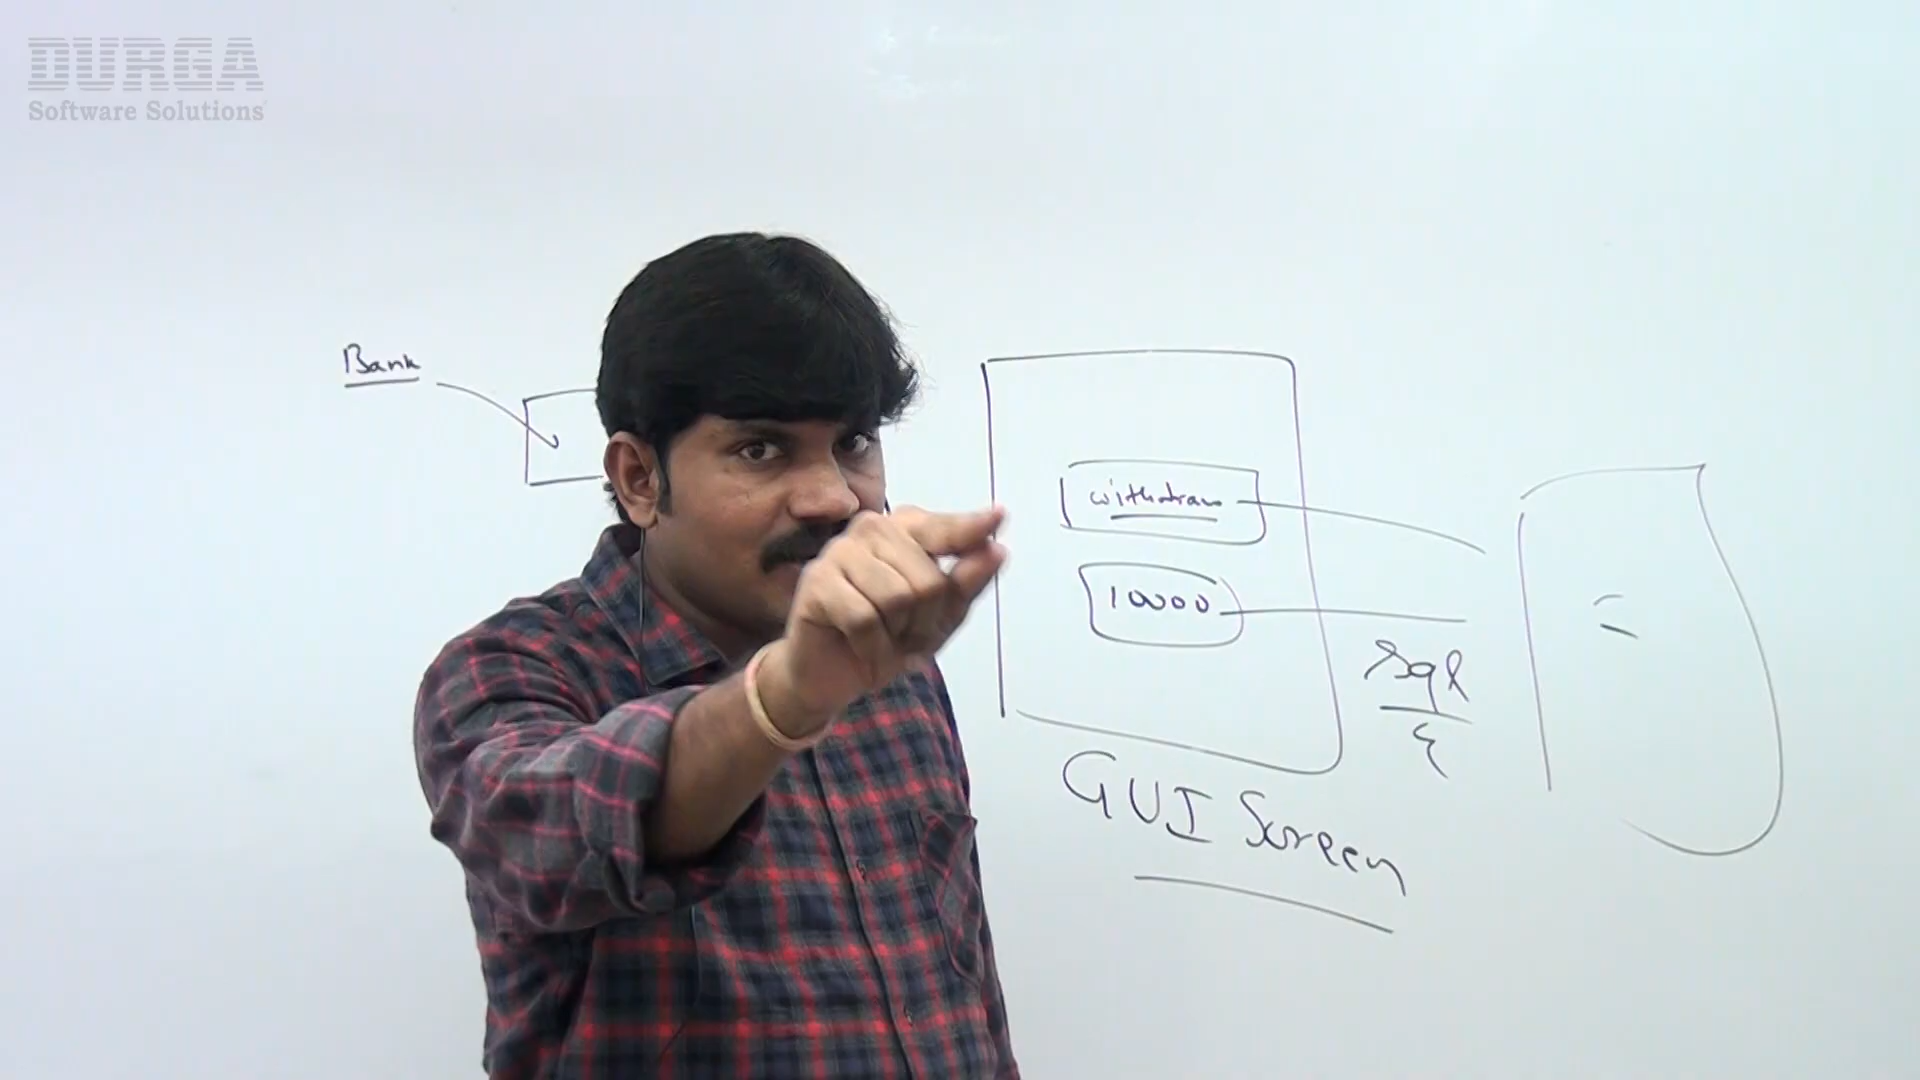 DURGA
Software Solutions
Bank
withdraw
10000
sql
GUI Screen